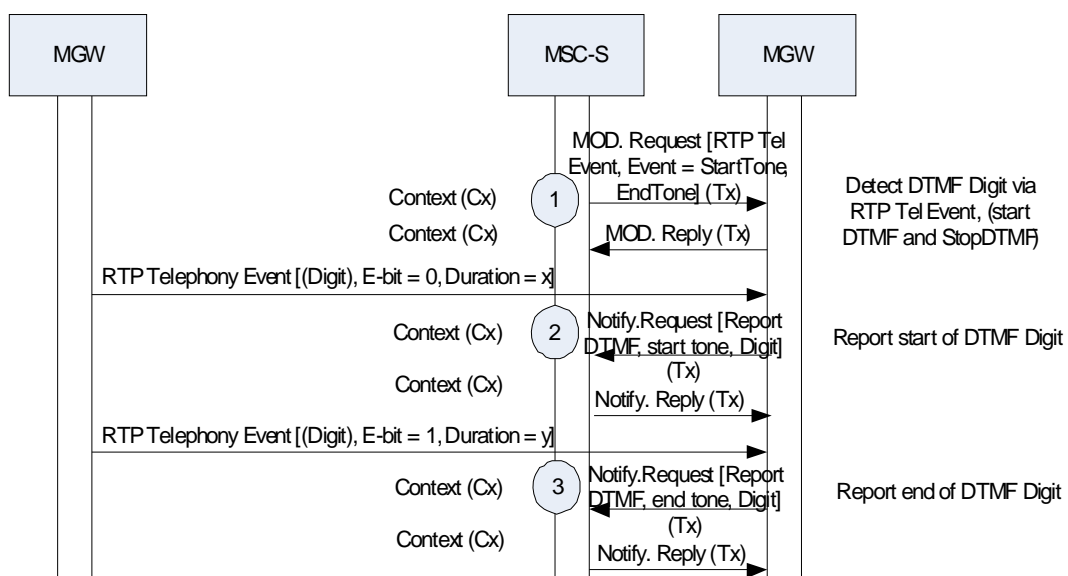 MGW
MSC-S
MGW
MOD. Request [RTP Tel
Event, Event = StartTone,
EndTone] (Tx)
Context (Cx)
1
Detect DTMF Digit via
RTP Tel Event, (start
DTMF and StopDTMF)
Context (Cx)
MOD. Reply (Tx)
RTP Telephony Event [(Digit), E-bit = 0, Duration = x]
Context (Cx)
2
Notify.Request [Report
DTMF, start tone, Digit]
(Tx)
Report start of DTMF Digit
Context (Cx)
Notify. Reply (Tx)
RTP Telephony Event [(Digit), E-bit = 1, Duration = y]
Context (Cx)
3
Notify.Request [Report
DTMF, end tone, Digit]
(Tx)
Report end of DTMF Digit
Context (Cx)
Notify. Reply (Tx)